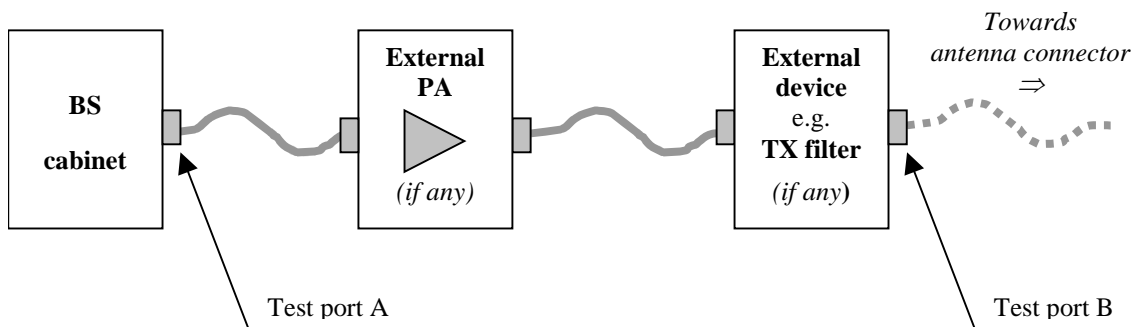 BS
cabinet
External
PA
(if any)
External
device
e.g.
TX filter
(if any)
Towards
antenna connector
⇒
Test port A
Test port B